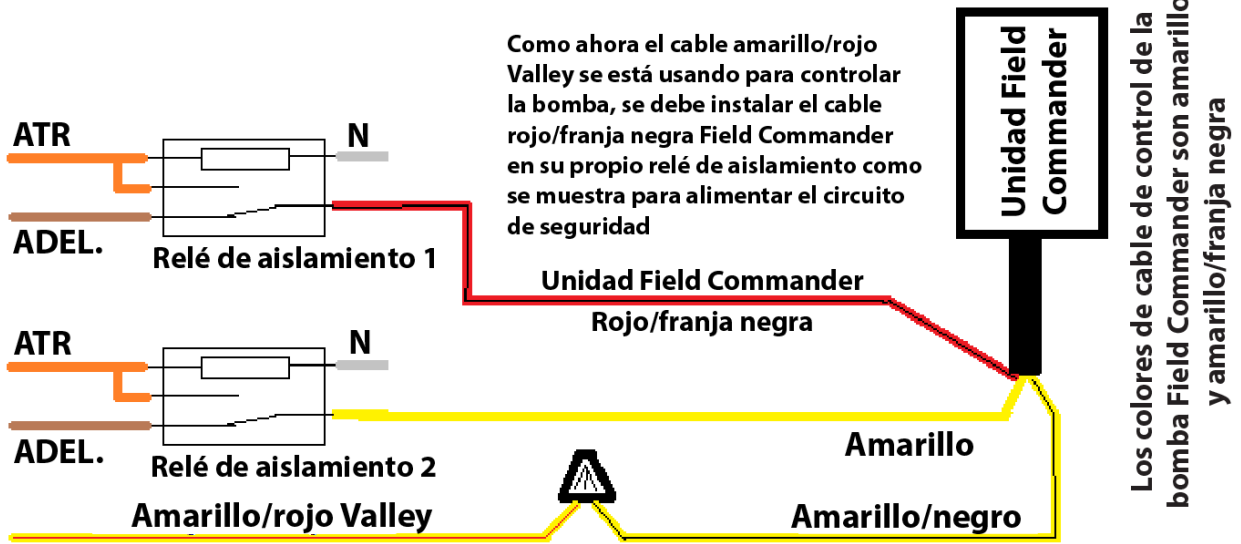 Como ahora el cable amarillo/rojo
Valley se está usando para controlar
la bomba, se debe instalar el cable
rojo/franja negra Field Commander
en su propio relé de aislamiento como
se muestra para alimentar el circuito
de seguridad
Unidad Field
Commander
Los colores de cable de control de la
bomba Field Commander son amarillo
y amarillo/franja negra
ATR
N
ADEL.
Relé de aislamiento 1
Unidad Field Commander
Rojo/franja negra
ATR
N
ADEL.
Relé de aislamiento 2
Amarillo
Amarillo/rojo Valley
Amarillo/negro